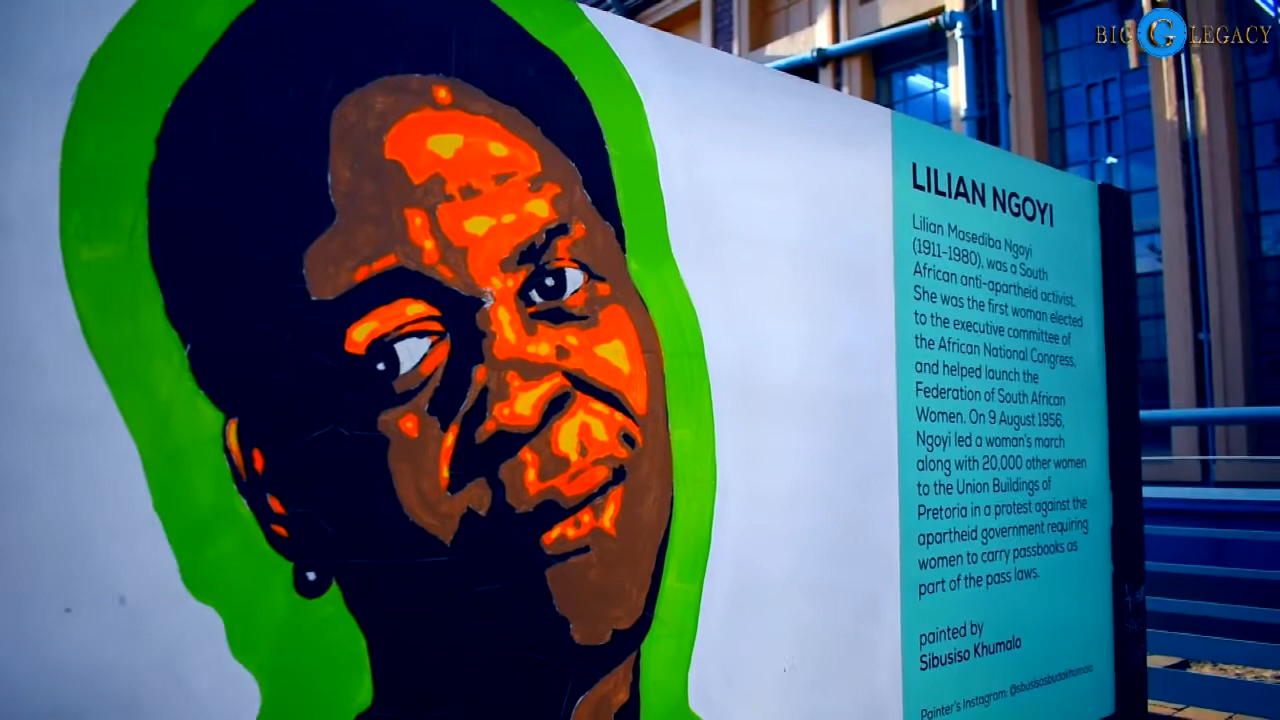 BIG G LEGACY
LILIAN NGOYI
Lilian Masediba Ngoyi
(1911-1980), was a South
African anti-apartheid activist.
She was the first woman elected
to the executive committee of
the African National Congress,
and helped launch the
Federation of South African
Women. On 9 August 1956,
Ngoyi led a woman's march
along with 20,000 other women
to the Union Buildings of
Pretoria in a protest against the
apartheid government requiring
women to carry passbooks as
part of the pass laws.
painted by
Sibusiso Khumalo
Painter's Instagram: @sbusisosbudakhumalo